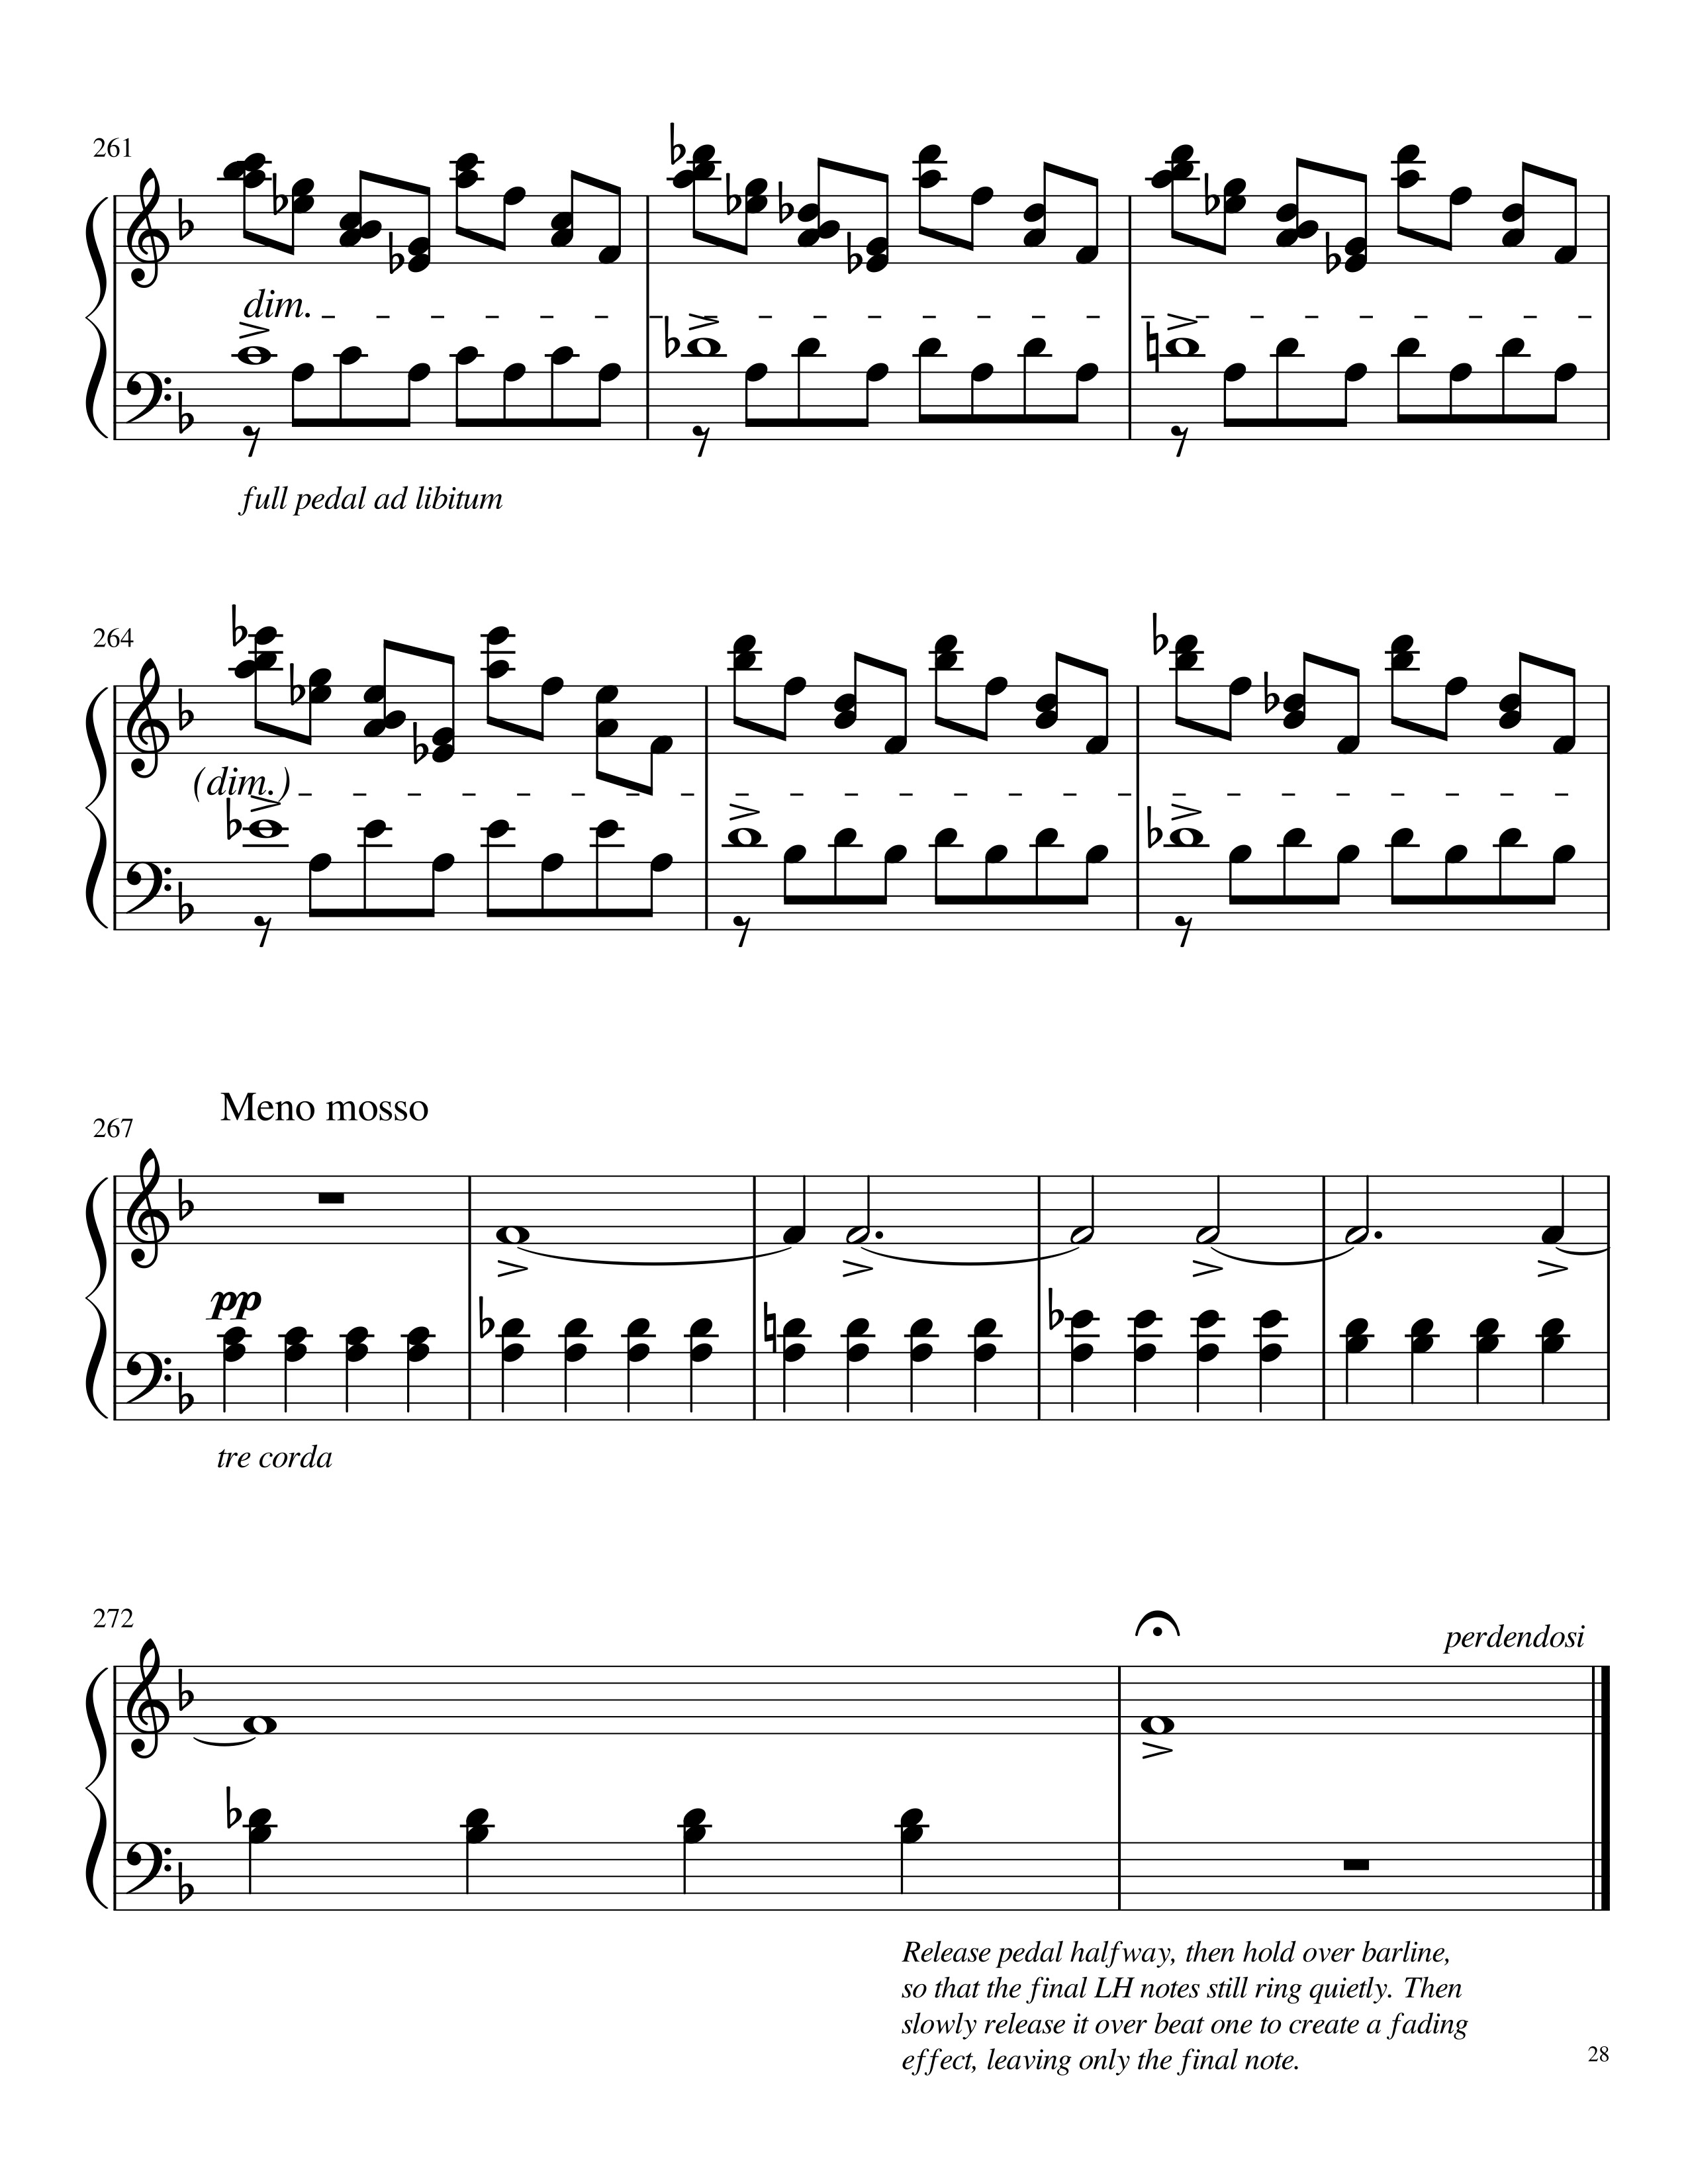 261
dim.
full pedal ad libitum
264
(dim.)
Meno mosso
267
pp
tre corda
272
perdendosi
Release pedal halfway, then hold over barline,
so that the final LH notes still ring quietly. Then
slowly release it over beat one to create a fading
effect, leaving only the final note.
28